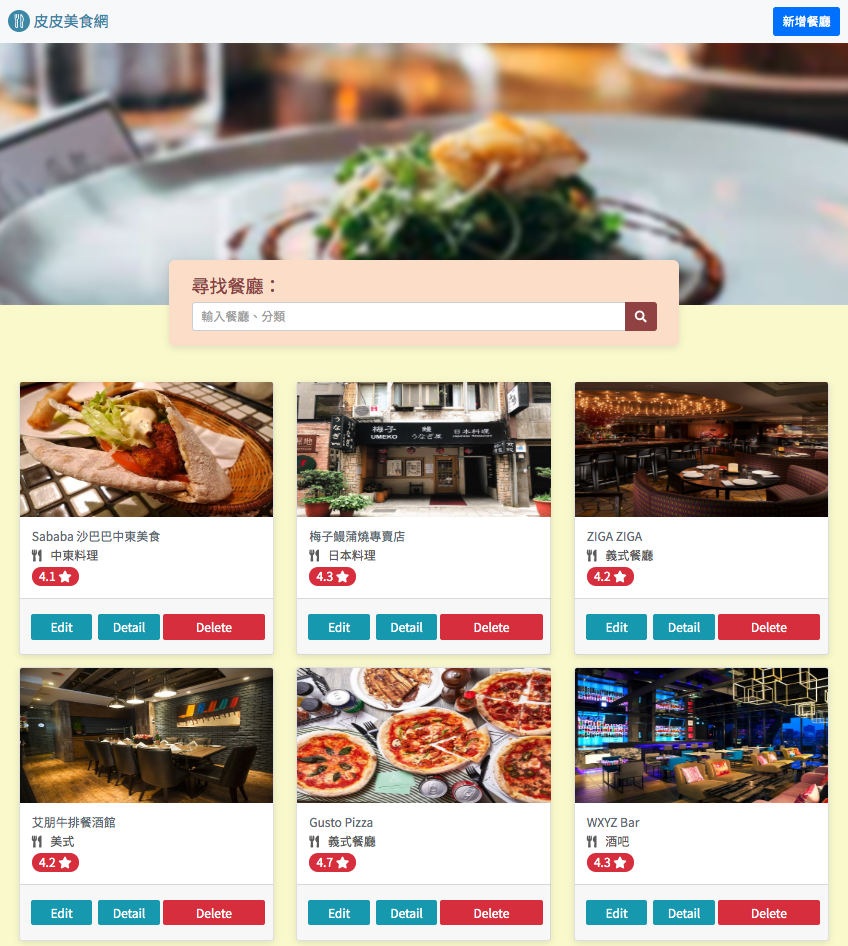 皮皮美食網
新增餐廳
尋找餐廳：
輸入餐廳、分類
梅子 鰻 日本料理
UMEKO うなぎ屋
Sababa 沙巴巴中東美食
中東料理
4.1
Edit Detail Delete
梅子鰻蒲燒專賣店
日本料理
4.3
Edit Detail Delete
ZIGA ZIGA
義式餐廳
4.2
Edit Detail Delete
艾朋牛排餐酒館
美式
4.2
Edit Detail Delete
Gusto Pizza
義式餐廳
4.7
Edit Detail Delete
WXYZ Bar
酒吧
4.3
Edit Detail Delete